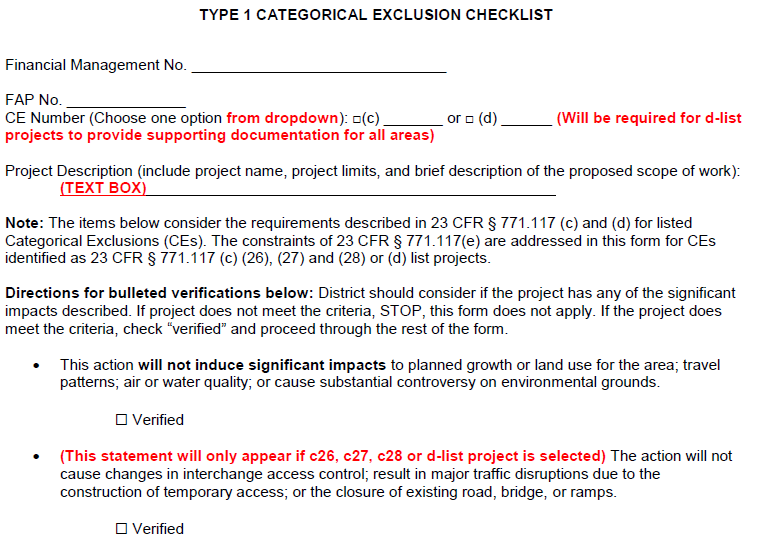 TYPE 1 CATEGORICAL EXCLUSION CHECKLIST
Financial Management No. ______________________________
FAP No. ______________
CE Number (Choose one option from dropdown): □(c) _______ or □ (d) ______ (Will be required for d-list
projects to provide supporting documentation for all areas)
Project Description (include project name, project limits, and brief description of the proposed scope of work):
(TEXT BOX)________________________________________________
Note: The items below consider the requirements described in 23 CFR § 771.117 (c) and (d) for listed
Categorical Exclusions (CEs). The constraints of 23 CFR § 771.117(e) are addressed in this form for CEs
identified as 23 CFR § 771.117 (c) (26), (27) and (28) or (d) list projects.
Directions for bulleted verifications below: District should consider if the project has any of the significant
impacts described. If project does not meet the criteria, STOP, this form does not apply. If the project does
meet the criteria, check “verified” and proceed through the rest of the form.
• This action will not induce significant impacts to planned growth or land use for the area; travel
patterns; air or water quality; or cause substantial controversy on environmental grounds.
☐ Verified
• (This statement will only appear if c26, c27, c28 or d-list project is selected) The action will not
cause changes in interchange access control; result in major traffic disruptions due to the
construction of temporary access; or the closure of existing road, bridge, or ramps.
☐ Verified